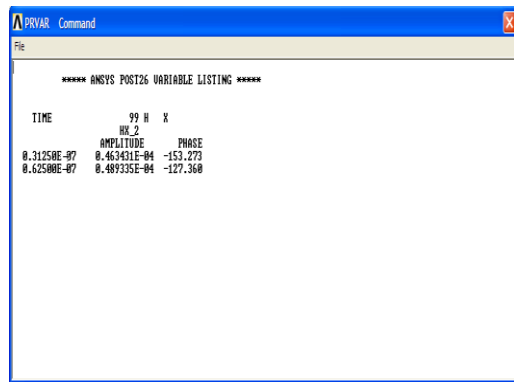 PRVAR Command
File
***** ANSYS POST26 VARIABLE LISTING *****
TIME 99 H X
HX_2
AMPLITUDE PHASE
0.31250E-07 0.463431E-04 -153.273
0.62500E-07 0.489335E-04 -127.360